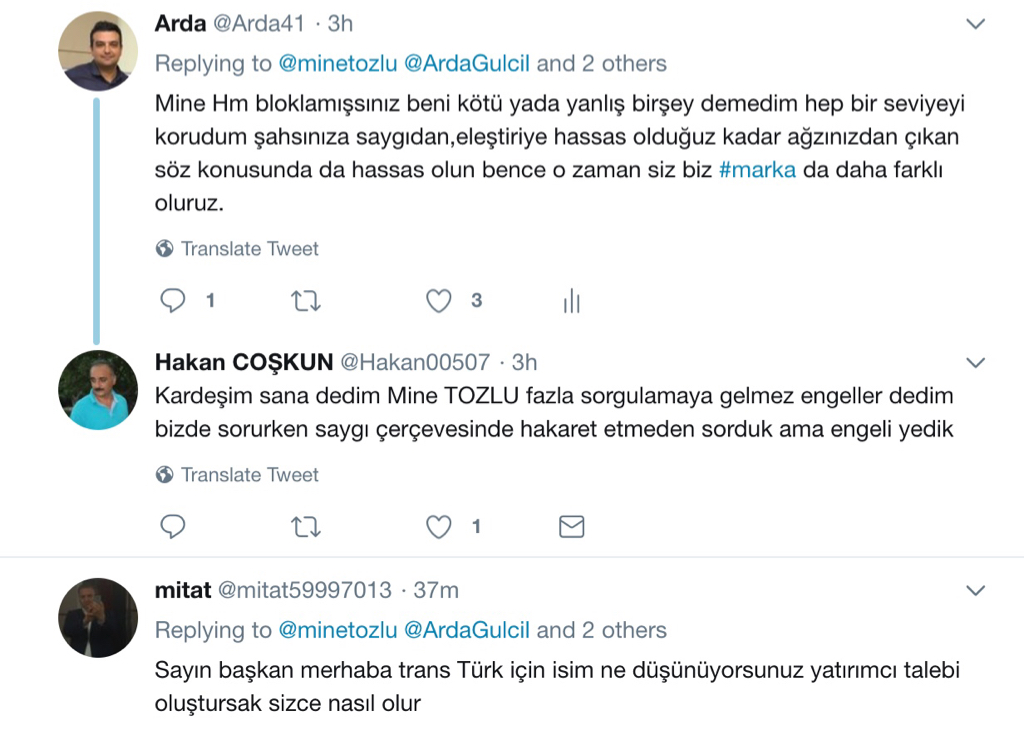 Arda @Arda41 · 3h
Replying to @minetozlu @ArdaGulcil and 2 others
Mine Hm bloklamışsınız beni kötü yada yanlış birşey demedim hep bir seviyeyi
korudum şahsınıza saygıdan,eleştiriye hassas olduğuz kadar ağzınızdan çıkan
söz konusunda da hassas olun bence o zaman siz biz #marka da daha farklı
oluruz.
Translate Tweet
1 3
Hakan COŞKUN @Hakan00507 · 3h
Kardeşim sana dedim Mine TOZLU fazla sorgulamaya gelmez engeller dedim
bizde sorurken saygı çerçevesinde hakaret etmeden sorduk ama engeli yedik
Translate Tweet
1
mitat @mitat59997013 · 37m
Replying to @minetozlu @ArdaGulcil and 2 others
Sayın başkan merhaba trans Türk için isim ne düşünüyorsunuz yatırımcı talebi
oluştursak sizce nasıl olur